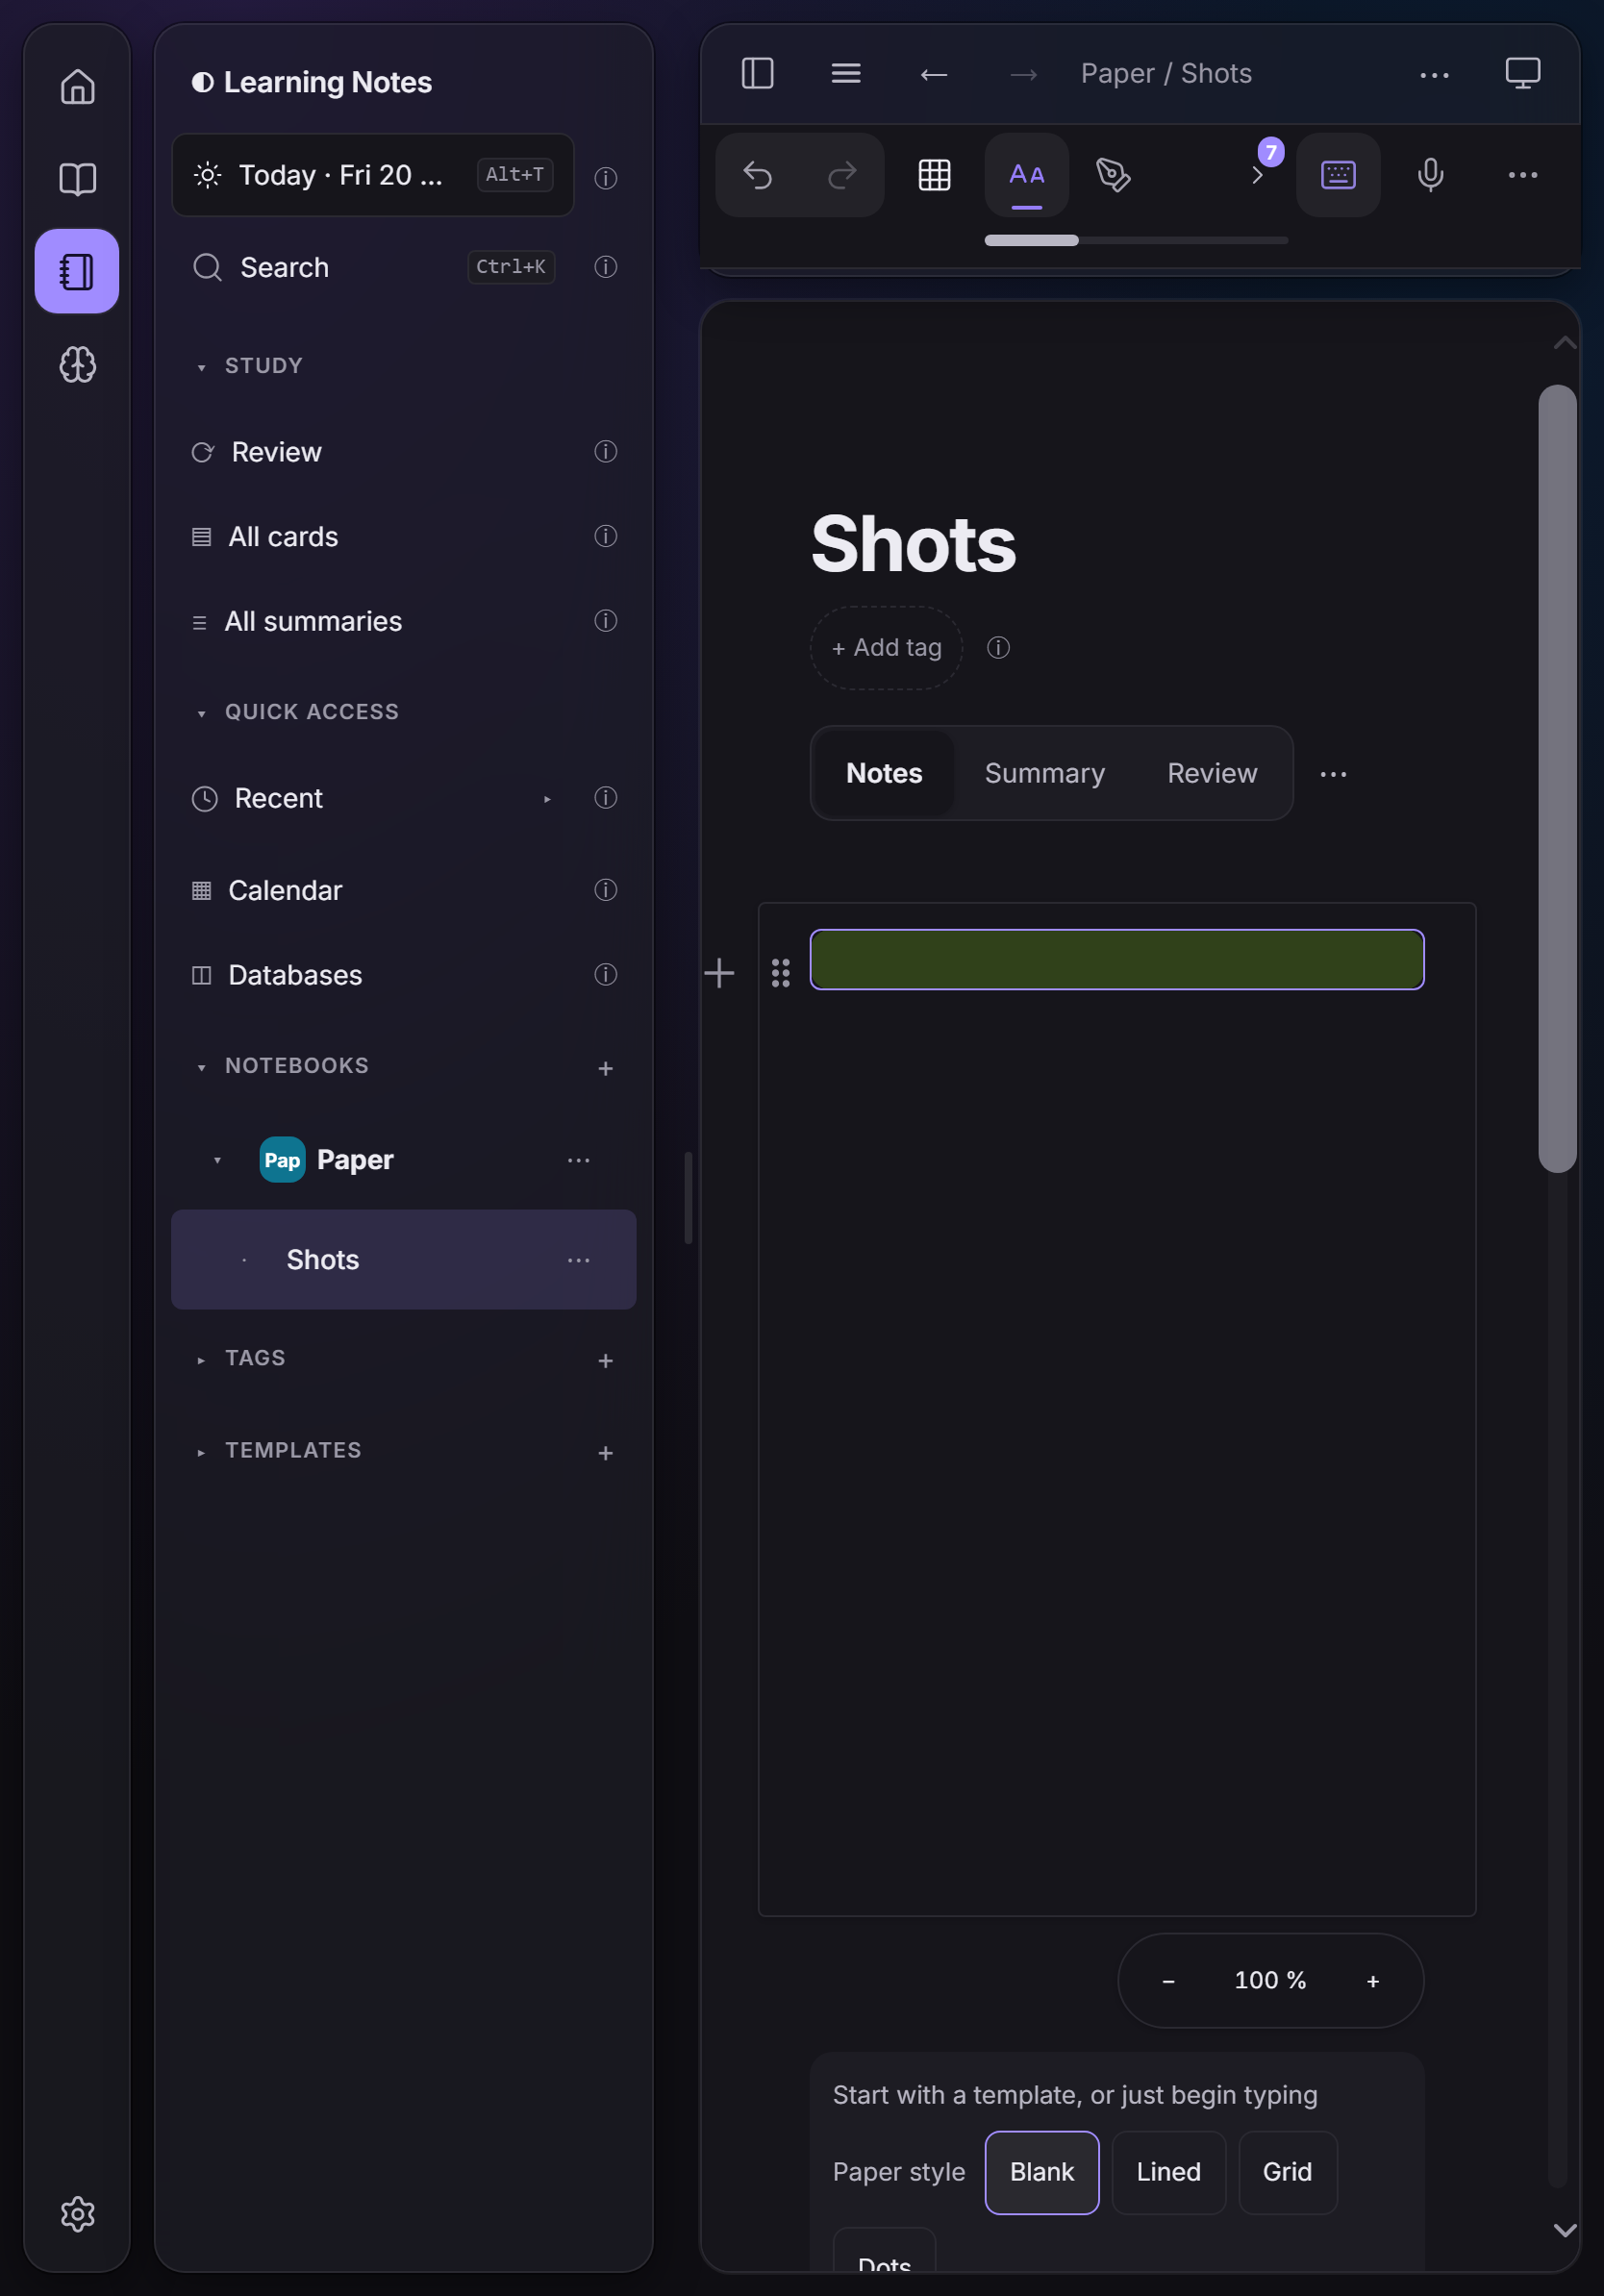 Learning Notes
Today · Fri 20 ...
Alt+T
Search
Ctrl+K
STUDY
Review
All cards
All summaries
QUICK ACCESS
Recent
Calendar
Databases
NOTEBOOKS
+
Pap
Paper
Shots
TAGS
+
TEMPLATES
+
Paper / Shots
AA
7
Shots
+ Add tag
Notes
Summary
Review
− 100 % +
Start with a template, or just begin typing
Paper style
Blank
Lined
Grid
Dots